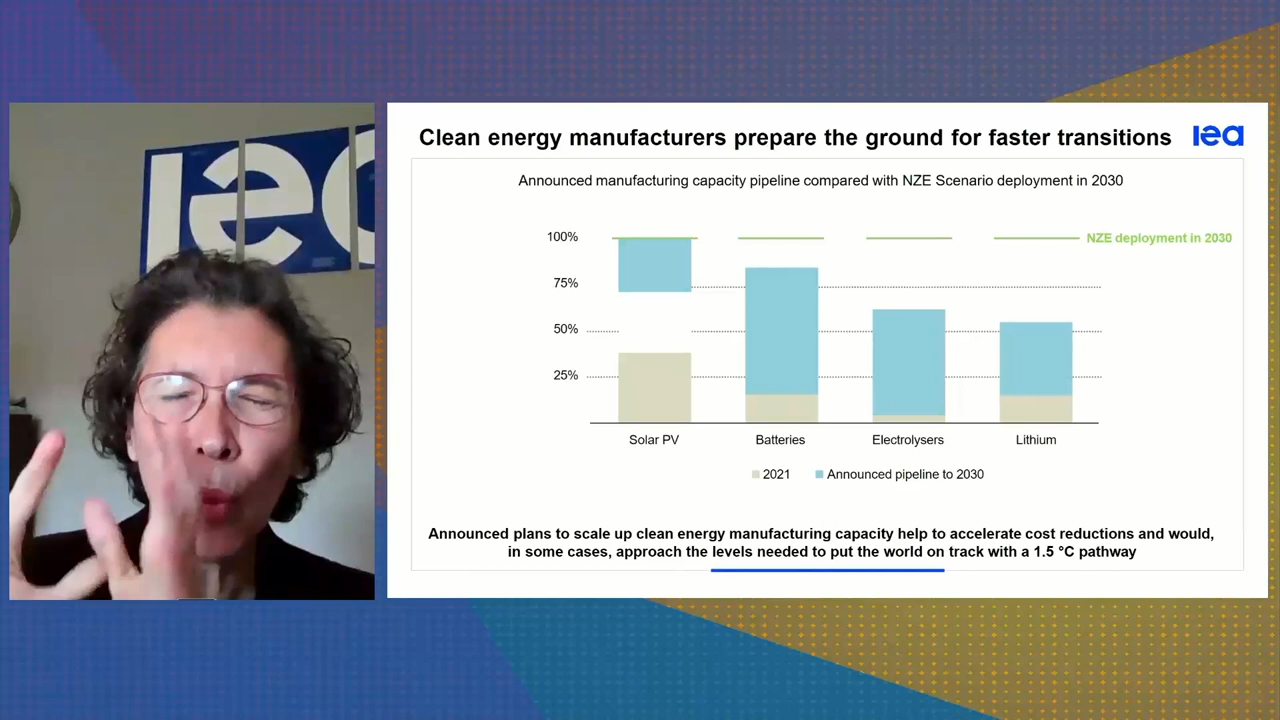 iea
Clean energy manufacturers prepare the ground for faster transitions
iea
Announced manufacturing capacity pipeline compared with NZE Scenario deployment in 2030
100%
NZE deployment in 2030
75%
50%
25%
Solar PV
Batteries
Electrolysers
Lithium
2021
Announced pipeline to 2030
Announced plans to scale up clean energy manufacturing capacity help to accelerate cost reductions and would,
in some cases, approach the levels needed to put the world on track with a 1.5 °C pathway